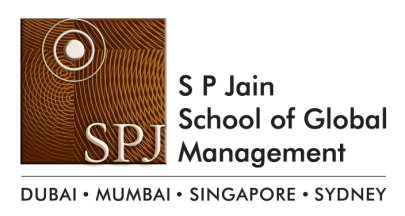 SPJ
S P Jain
School of Global
Management
DUBAI • MUMBAI • SINGAPORE • SYDNEY